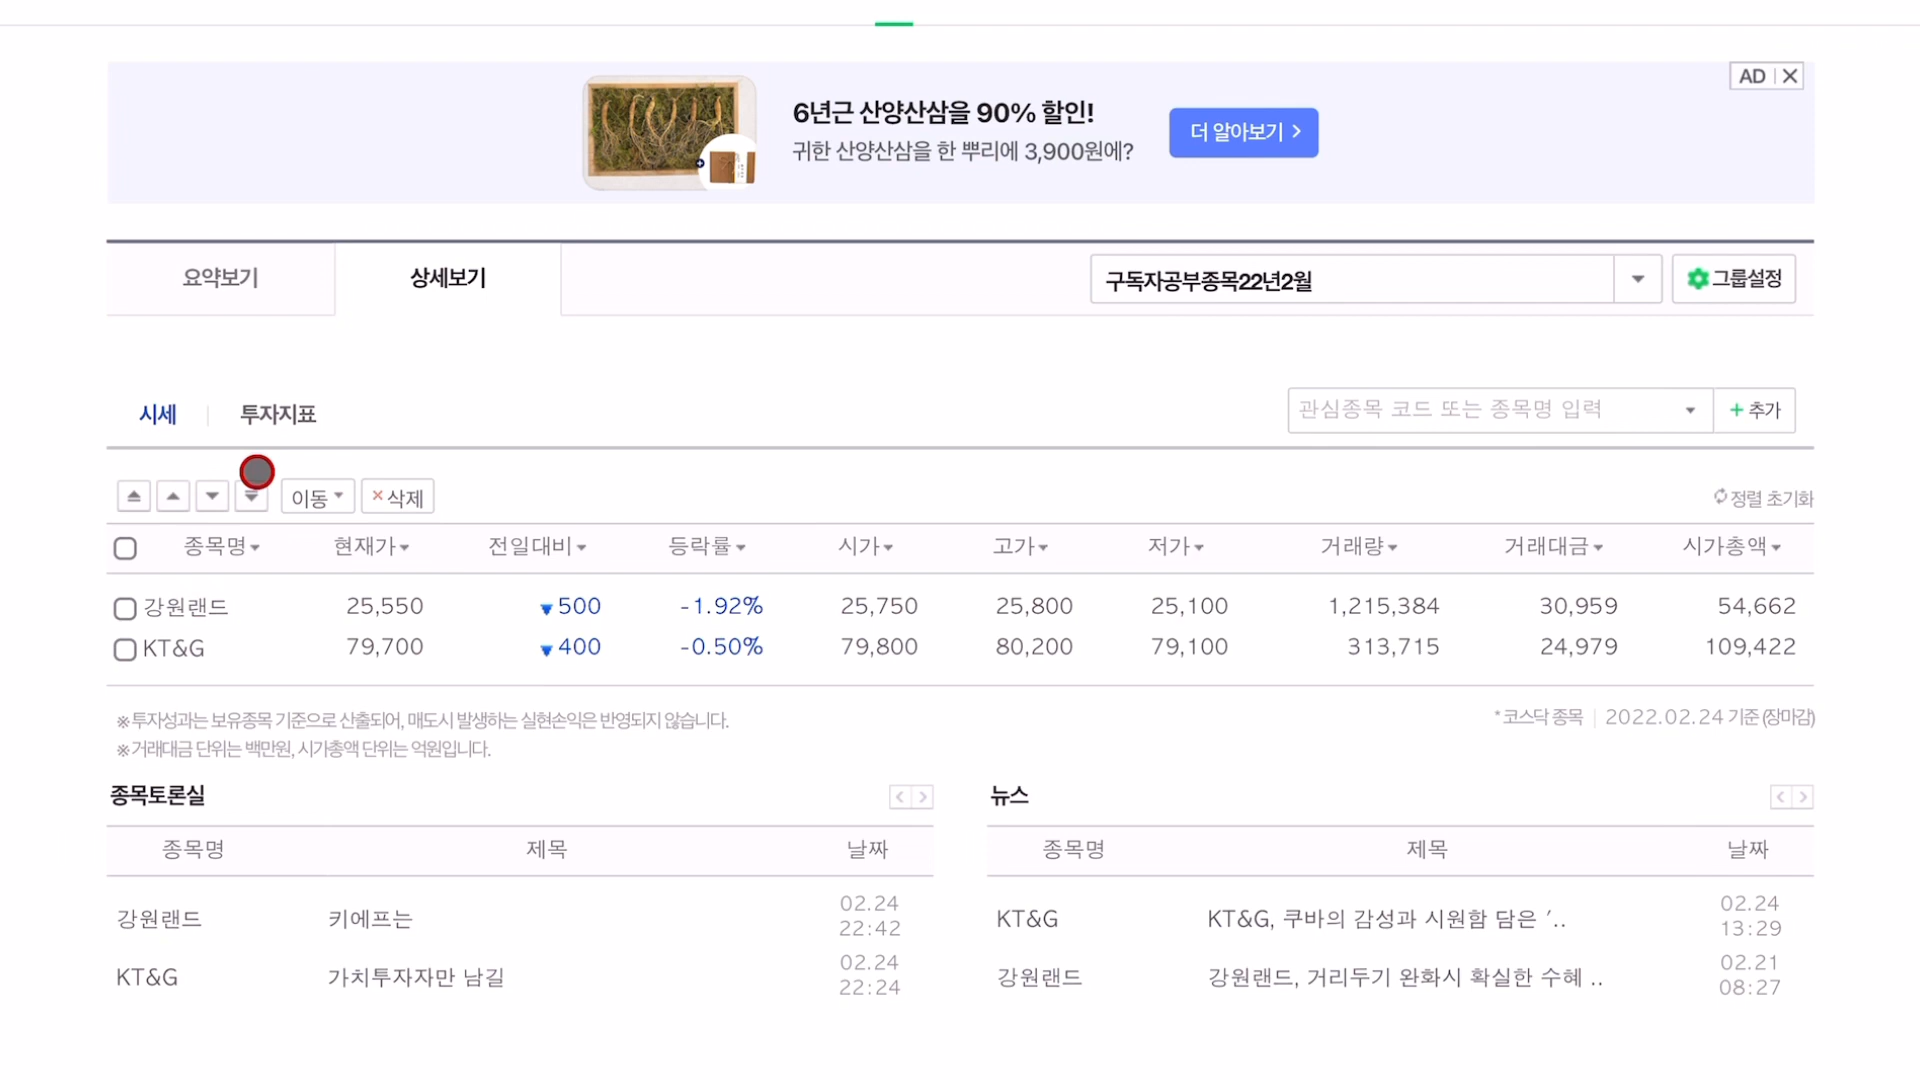 AD
6년근 산양산삼을 90% 할인!
귀한 산양산삼을 한 뿌리에 3,900원에?
더 알아보기
요약보기 상세보기 구독자공부종목22년2월 그룹설정
시세 투자지표 관심종목 코드 또는 종목명 입력 + 추가
이동 삭제 정렬 초기화
종목명 현재가 전일대비 등락률 시가 고가 저가 거래량 거래대금 시가총액
강원랜드 25,550 ▼500 -1.92% 25,750 25,800 25,100 1,215,384 30,959 54,662
KT&G 79,700 ▼400 -0.50% 79,800 80,200 79,100 313,715 24,979 109,422
※투자성과는 보유종목 기준으로 산출되어, 매도시 발생하는 실현손익은 반영되지 않습니다.
*코스닥 종목 2022.02.24 기준(장마감)
※거래대금 단위는 백만원, 시가총액 단위는 억원입니다.
종목토론실
종목명 제목 날짜
강원랜드 키에프는 02.24
22:42
KT&G 가치투자자만 남길 02.24
22:24
뉴스
종목명 제목 날짜
KT&G KT&G, 쿠바의 감성과 시원함 담은 '.. 02.24
13:29
강원랜드 강원랜드, 거리두기 완화시 확실한 수혜 .. 02.21
08:27